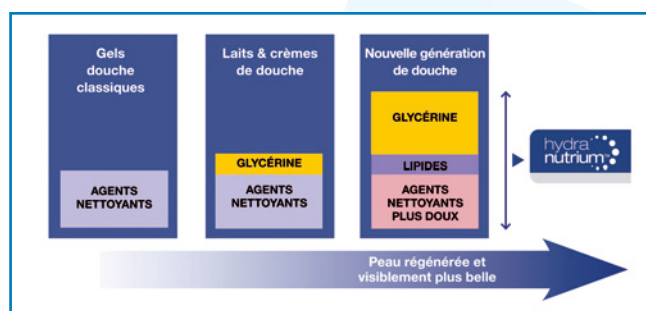 Gels
douche
classiques
AGENTS
NETTOYANTS
Laits & crèmes
de douche
GLYCÉRINE
AGENTS
NETTOYANTS
Nouvelle génération
de douche
GLYCÉRINE
LIPIDES
AGENTS
NETTOYANTS
PLUS DOUX
hydra
nutrium
Peau régénérée et
visiblement plus belle